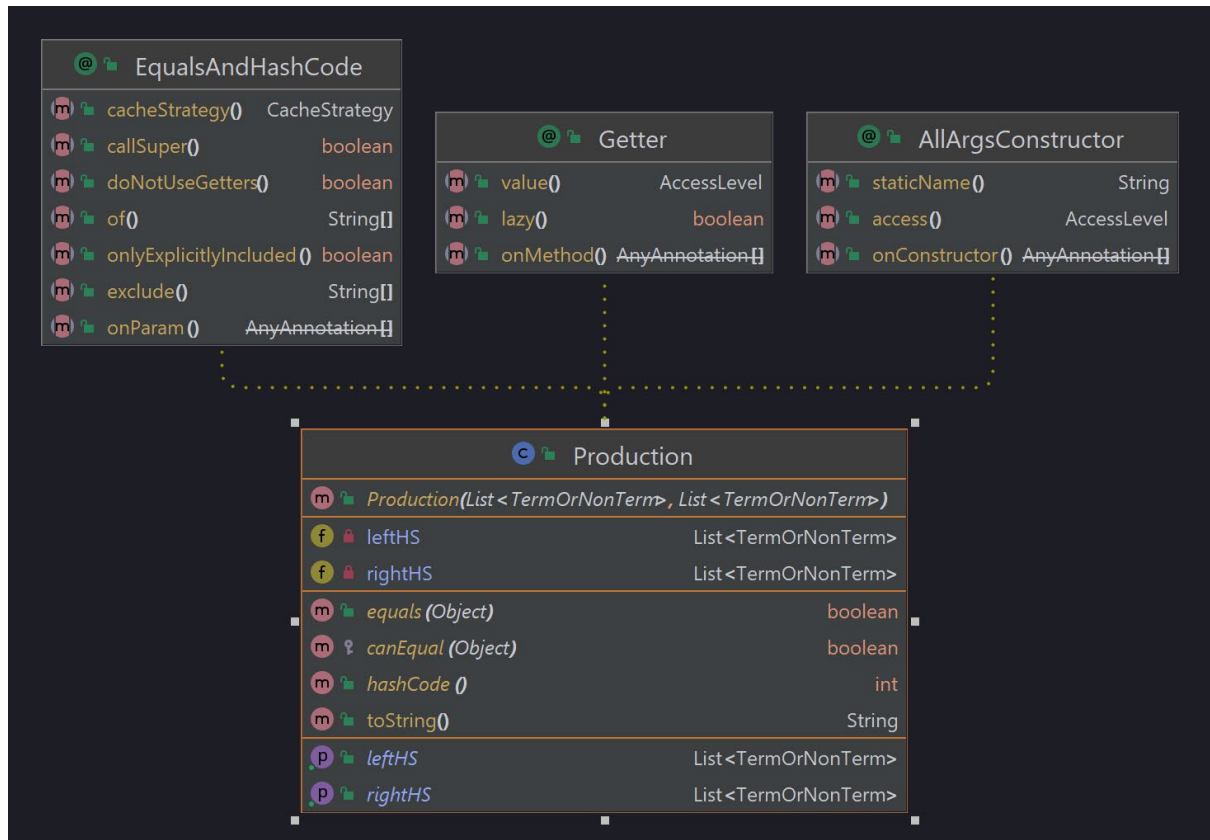 EqualsAndHashCode
cacheStrategy() CacheStrategy
callSuper() boolean
doNotUseGetters() boolean
of() String[]
onlyExplicitlyIncluded() boolean
exclude() String[]
onParam() AnyAnnotation[]
Getter
value() AccessLevel
lazy() boolean
onMethod() AnyAnnotation[]
AllArgsConstructor
staticName() String
access() AccessLevel
onConstructor() AnyAnnotation[]
Production
Production(List<TermOrNonTerm>, List<TermOrNonTerm>)
leftHS List<TermOrNonTerm>
rightHS List<TermOrNonTerm>
equals(Object) boolean
canEqual(Object) boolean
hashCode() int
toString() String
leftHS List<TermOrNonTerm>
rightHS List<TermOrNonTerm>